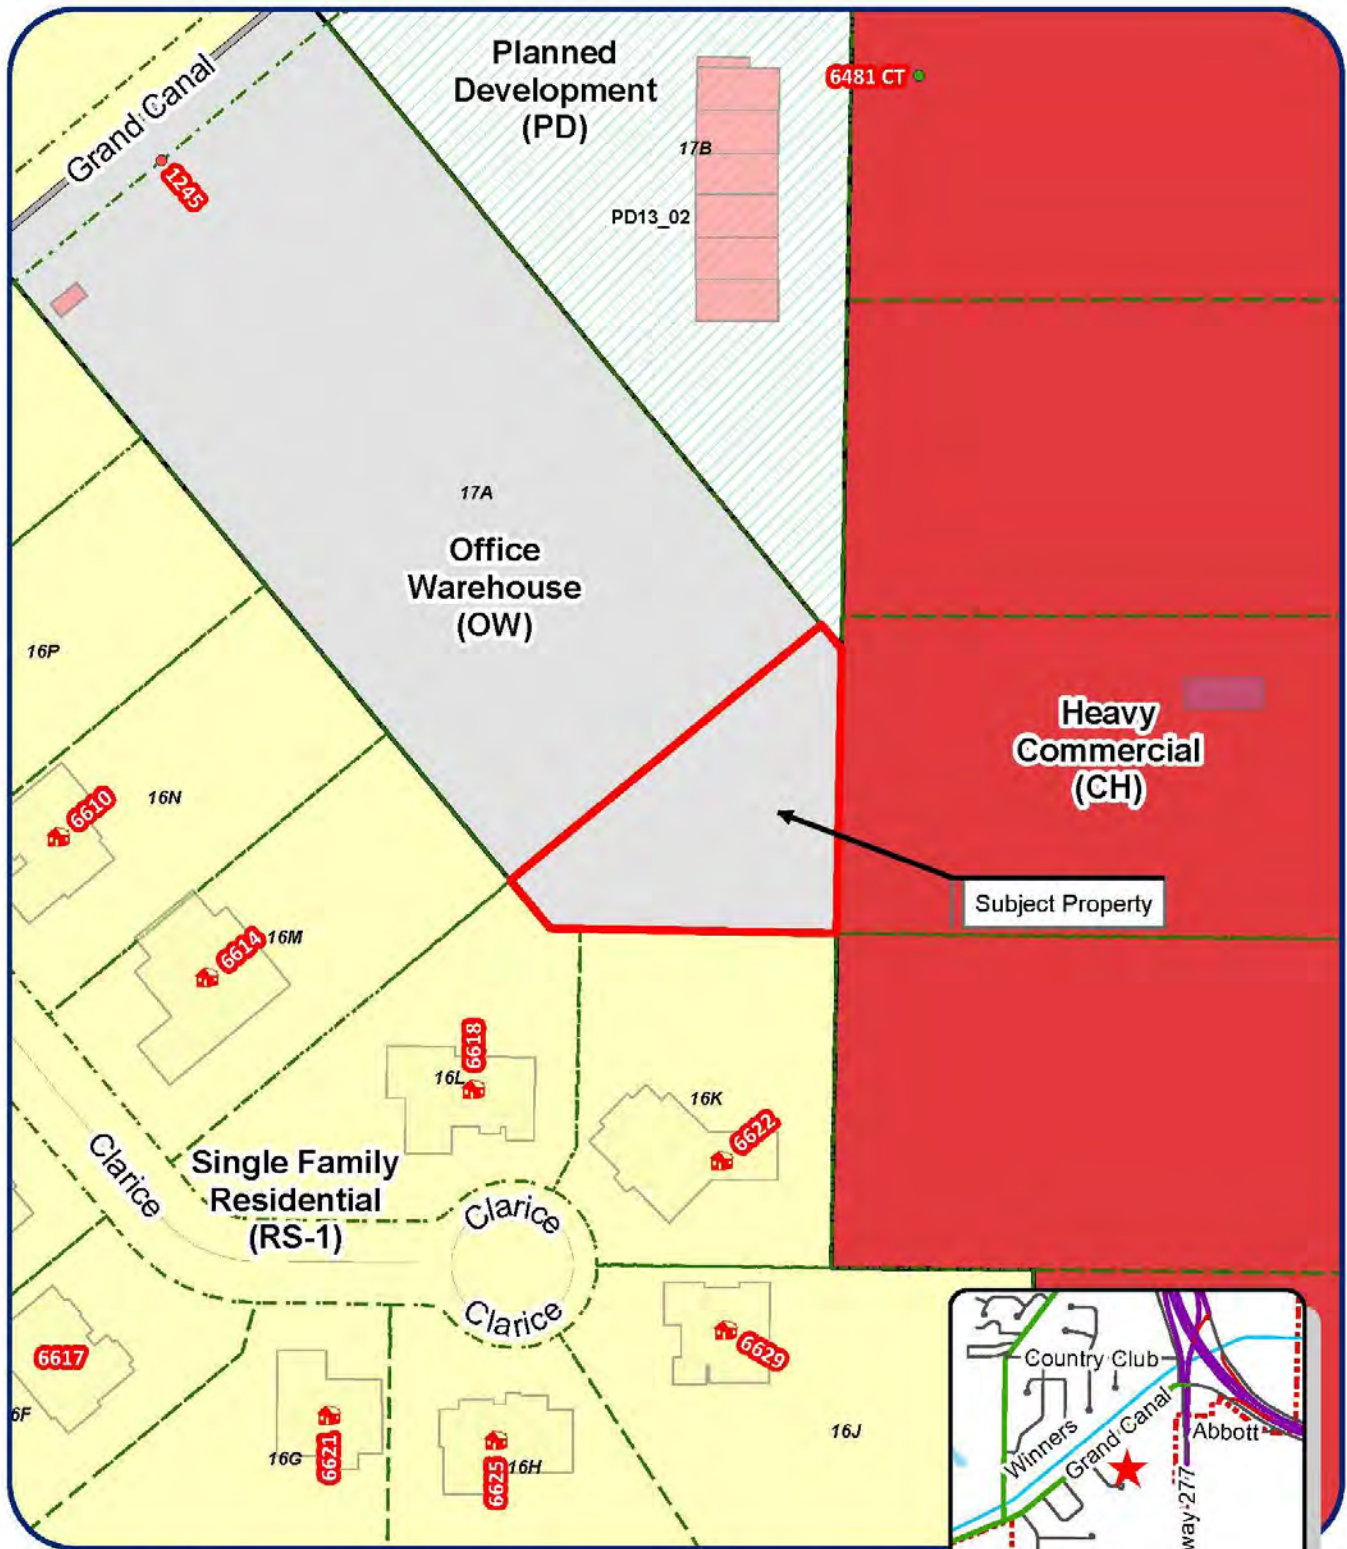 Planned
Development
(PD)
6481 CT
Grand Canal
1245
17B
PD13_02
17A
Office
Warehouse
(OW)
16P
Heavy
Commercial
(CH)
6610
16N
Subject Property
6614
16M
6618
16L
16K
6622
Clarice
Single Family
Residential
(RS-1)
Clarice
Clarice
6629
6617
6F
16G
6621
6625
16H
16J
Country Club
Winners
Grand Canal
Abbott
way 277